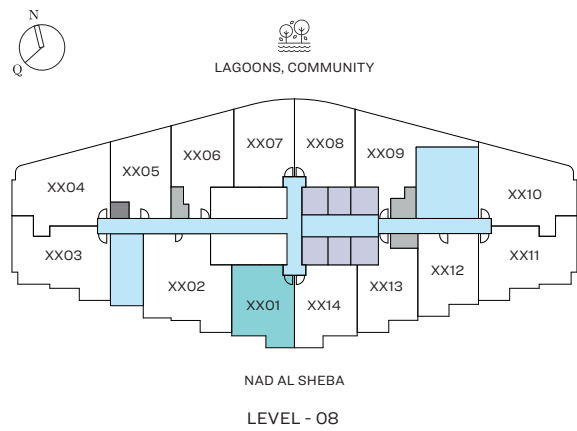 N
Q
LAGOONS, COMMUNITY
XX07
XX08
XX06
XX09
XX05
XX04
XX10
XX03
XX11
XX02
XX12
XX13
XX01
XX14
NAD AL SHEBA
LEVEL - 08